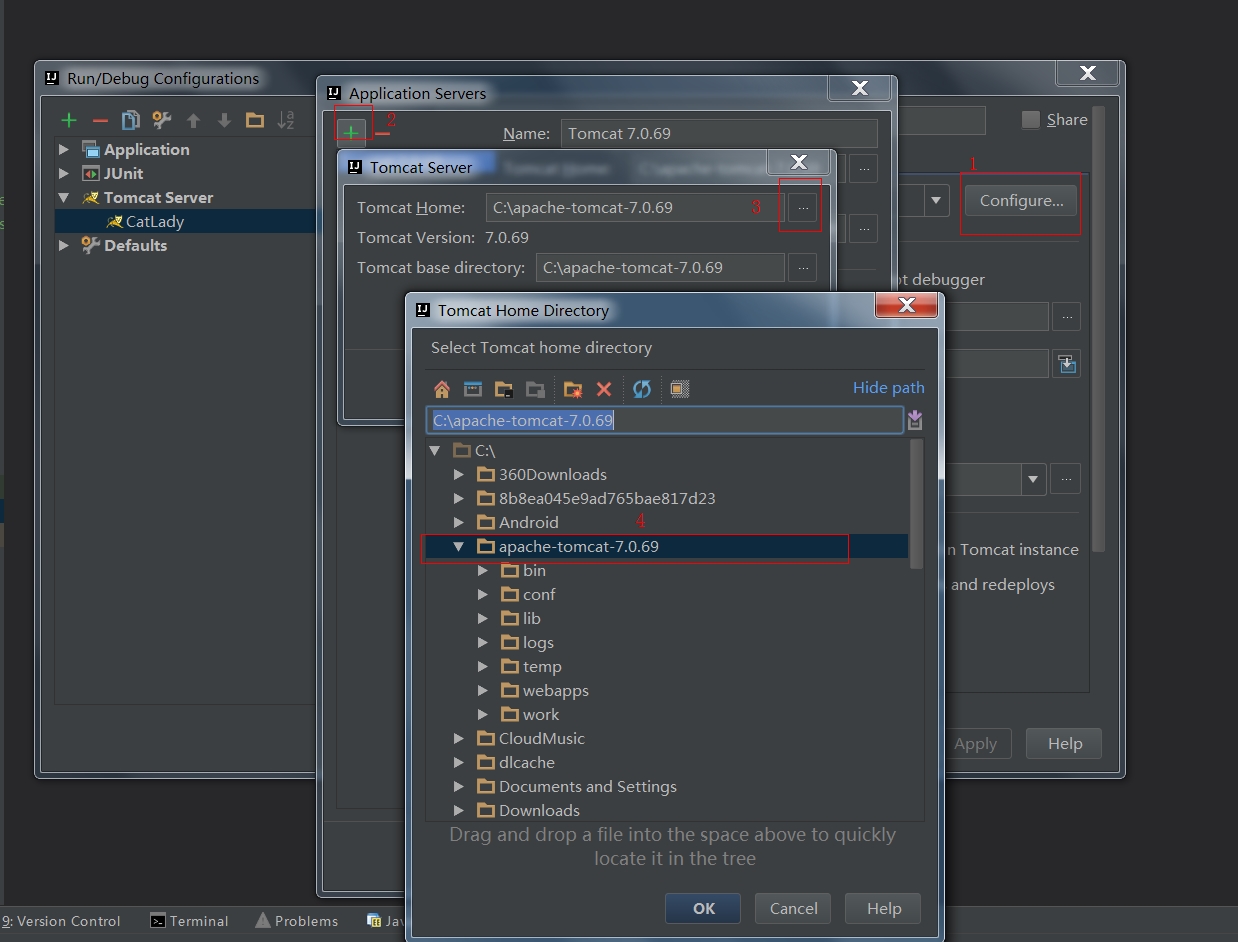 Run/Debug Configurations
Application
JUnit
Tomcat Server
CatLady
Defaults
Application Servers
2
Name: Tomcat 7.0.69
Share
1
Configure...
Tomcat Server
Tomcat Home: C:\apache-tomcat-7.0.69 3 ...
Tomcat Version: 7.0.69
Tomcat base directory: C:\apache-tomcat-7.0.69 ...
ot debugger
n Tomcat instance
and redeploys
Apply
Help
Tomcat Home Directory
Select Tomcat home directory
Hide path
C:\apache-tomcat-7.0.69
C:\
360Downloads
8b8ea045e9ad765bae817d23
Android
4
apache-tomcat-7.0.69
bin
conf
lib
logs
temp
webapps
work
CloudMusic
dlcache
Documents and Settings
Downloads
Drag and drop a file into the space above to quickly
locate it in the tree
OK Cancel Help
9: Version Control Terminal Problems Jav